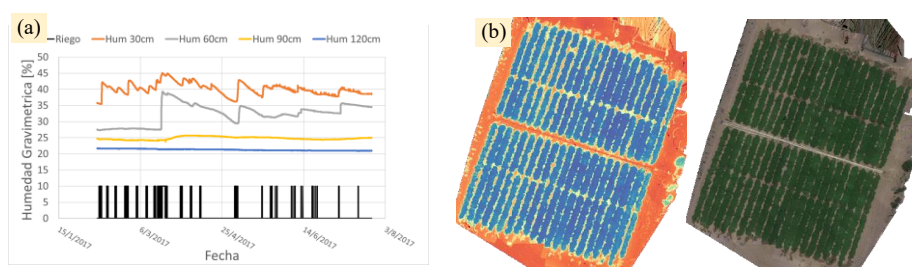 (a)
Riego Hum 30cm Hum 60cm Hum 90cm Hum 120cm
Humedad Gravimetrica [%]
50
45
40
35
30
25
20
15
10
5
0
15/1/2017 6/3/2017 25/4/2017 14/6/2017 3/8/2017
Fecha
(b)